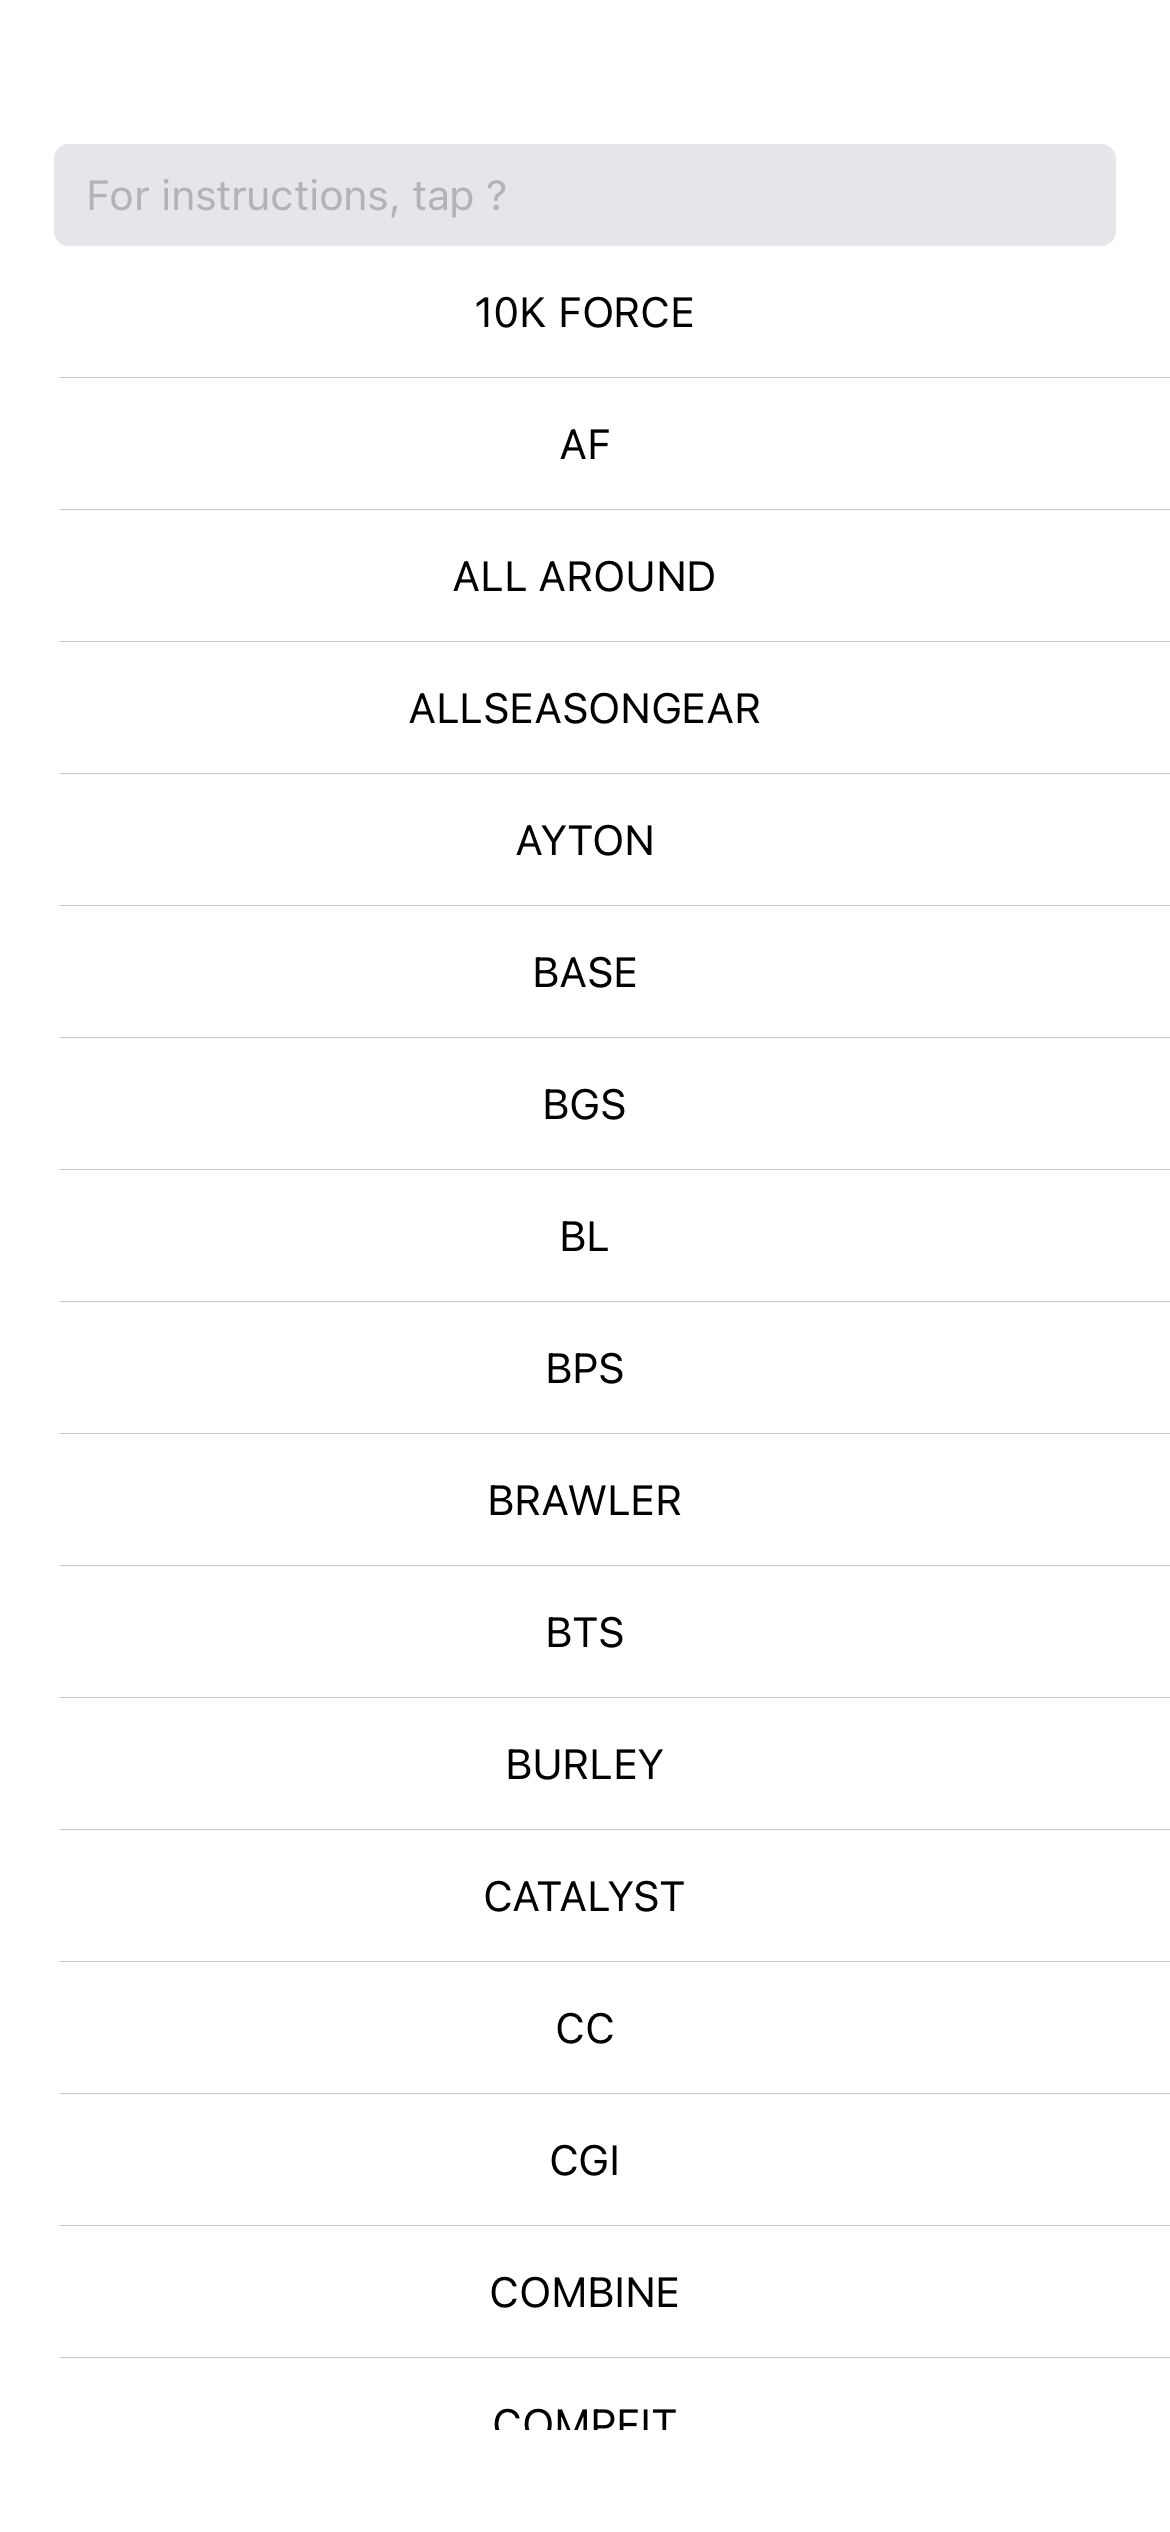 For instructions, tap ?
10K FORCE
AF
ALL AROUND
ALLSEASONGEAR
AYTON
BASE
BGS
BL
BPS
BRAWLER
BTS
BURLEY
CATALYST
CC
CGI
COMBINE